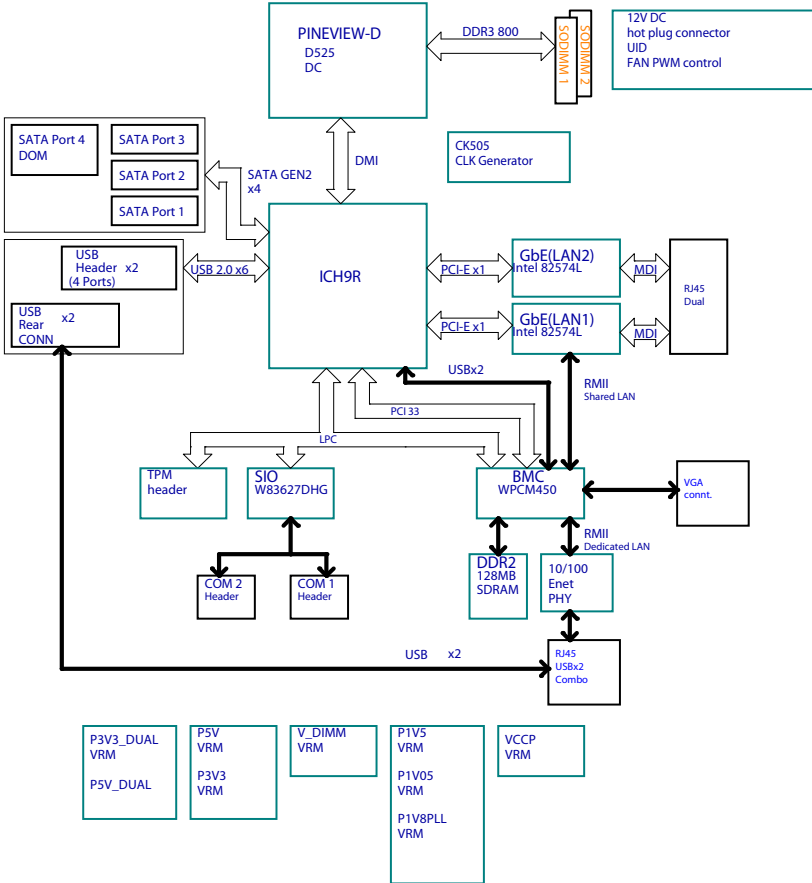 PINEVIEW-D
D525
DC
DDR3 800
SODIMM 1
SODIMM 2
12V DC
hot plug connector
UID
FAN PWM control
SATA Port 4
DOM
SATA Port 3
SATA Port 2
SATA Port 1
SATA GEN2
x4
DMI
CK505
CLK Generator
USB
Header x2
(4 Ports)
USB 2.0 x6
USB
Rear x2
CONN
ICH9R
PCI-E x1
GbE(LAN2)
Intel 82574L
MDI
RJ45
Dual
PCI-E x1
GbE(LAN1)
Intel 82574L
MDI
USBx2
RMII
Shared LAN
PCI 33
LPC
TPM
header
SIO
W83627DHG
BMC
WPCM450
VGA
connt.
RMII
Dedicated LAN
COM 2
Header
COM 1
Header
DDR2
128MB
SDRAM
10/100
Enet
PHY
USB x2
RJ45
USBx2
Combo
P3V3_DUAL
VRM
P5V_DUAL
P5V
VRM
P3V3
VRM
V_DIMM
VRM
P1V5
VRM
P1V05
VRM
P1V8PLL
VRM
VCCP
VRM